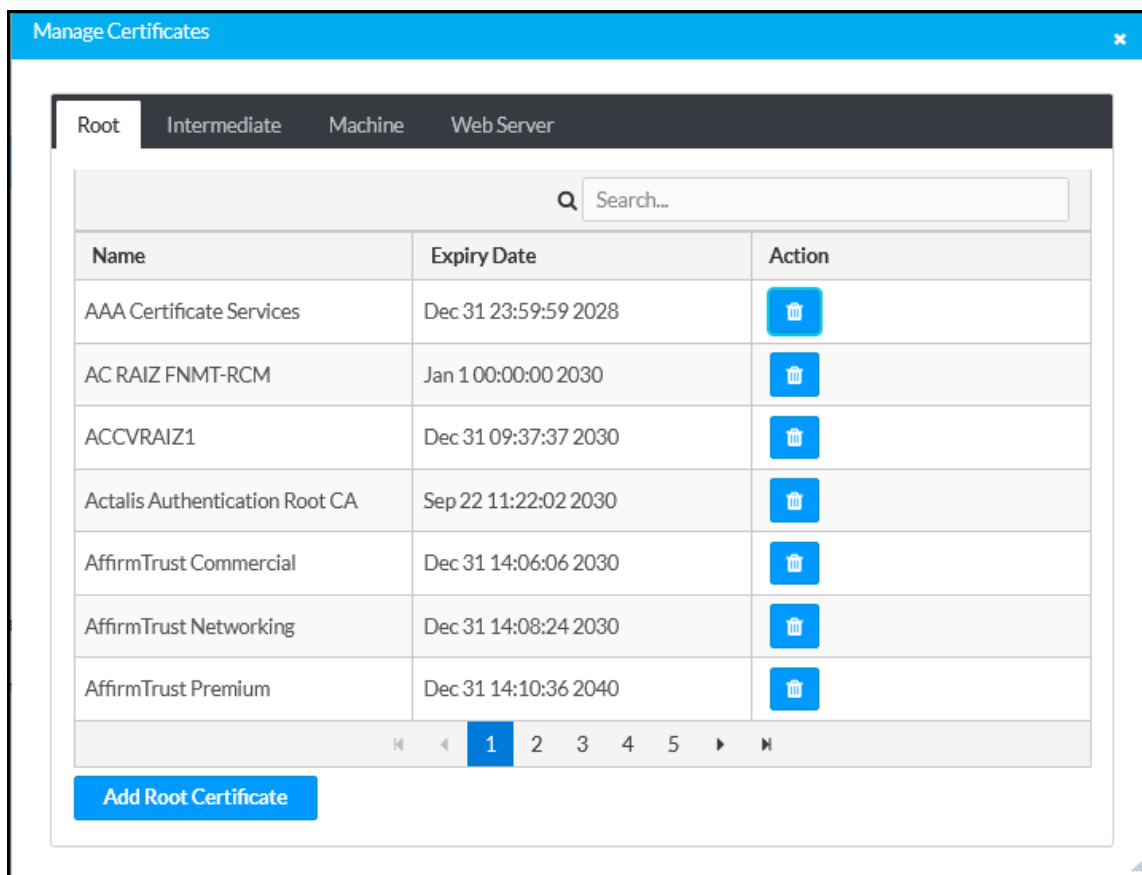 Manage Certificates
Root Intermediate Machine Web Server
Search...
Name Expiry Date Action
AAA Certificate Services Dec 31 23:59:59 2028
AC RAIZ FNMT-RCM Jan 1 00:00:00 2030
ACCVRAIZ1 Dec 31 09:37:37 2030
Actalis Authentication Root CA Sep 22 11:22:02 2030
AffirmTrust Commercial Dec 31 14:06:06 2030
AffirmTrust Networking Dec 31 14:08:24 2030
AffirmTrust Premium Dec 31 14:10:36 2040
1 2 3 4 5
Add Root Certificate